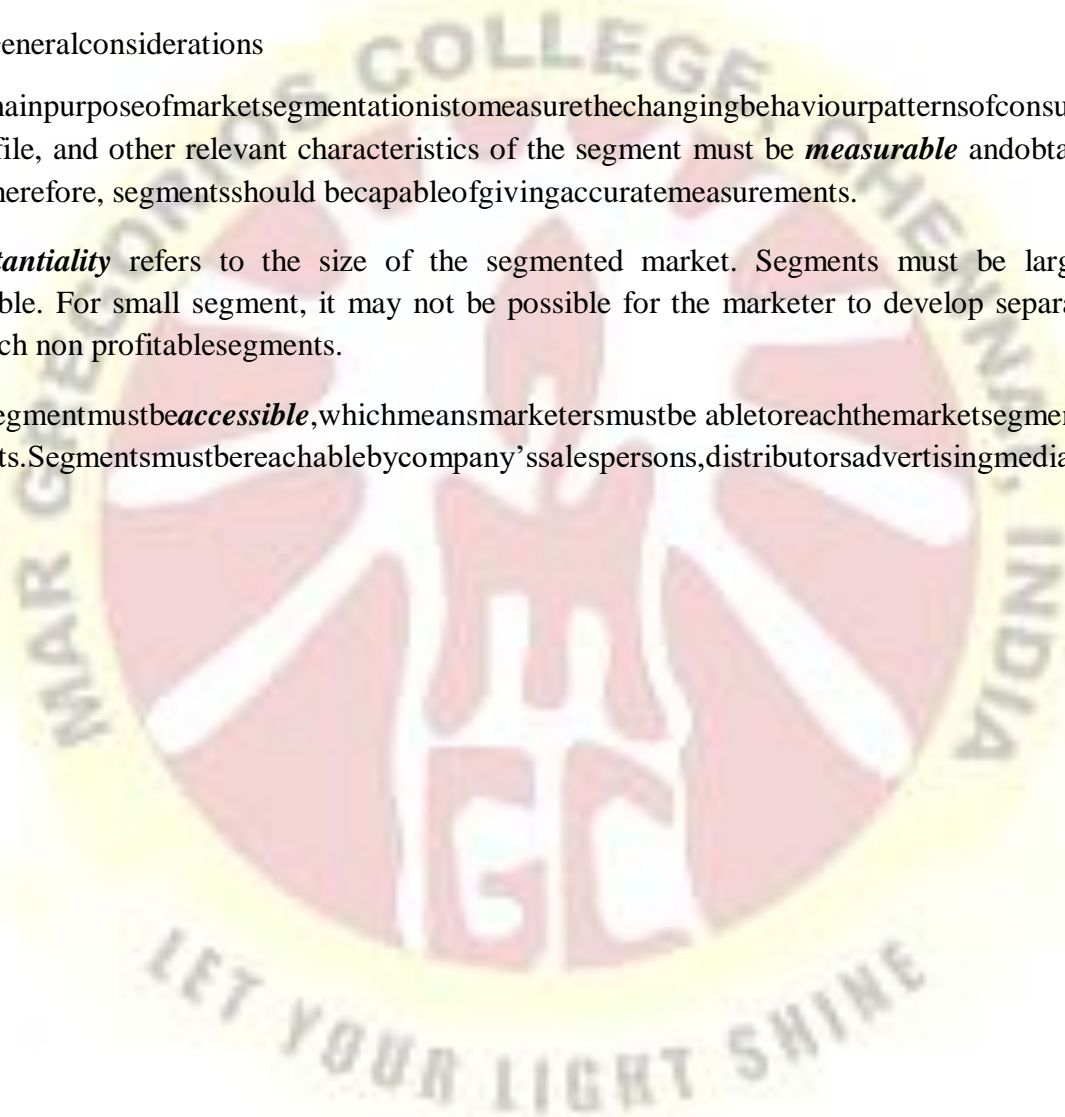 eneralconsiderations
nainpurposeofmarketsegmentationistomeasurethechangingbehaviourpatternsofconsu
file, and other relevant characteristics of the segment must be measurable andobta
herefore, segmentsshould becapableofgivingaccuratemeasurements.
tantiality refers to the size of the segmented market. Segments must be larg
ble. For small segment, it may not be possible for the marketer to develop separa
ch non profitablesegments.
egmentmustbeaccessible,whichmeansmarketersmustbe abletoreachthemarketsegmen
ts.Segmentsmustbereachablebycompany’ssalespersons,distributorsadvertisingmedia
MAR GREGORIOS COLLEGE, CHENNAI, INDIA
GC
LET YOUR LIGHT SHINE